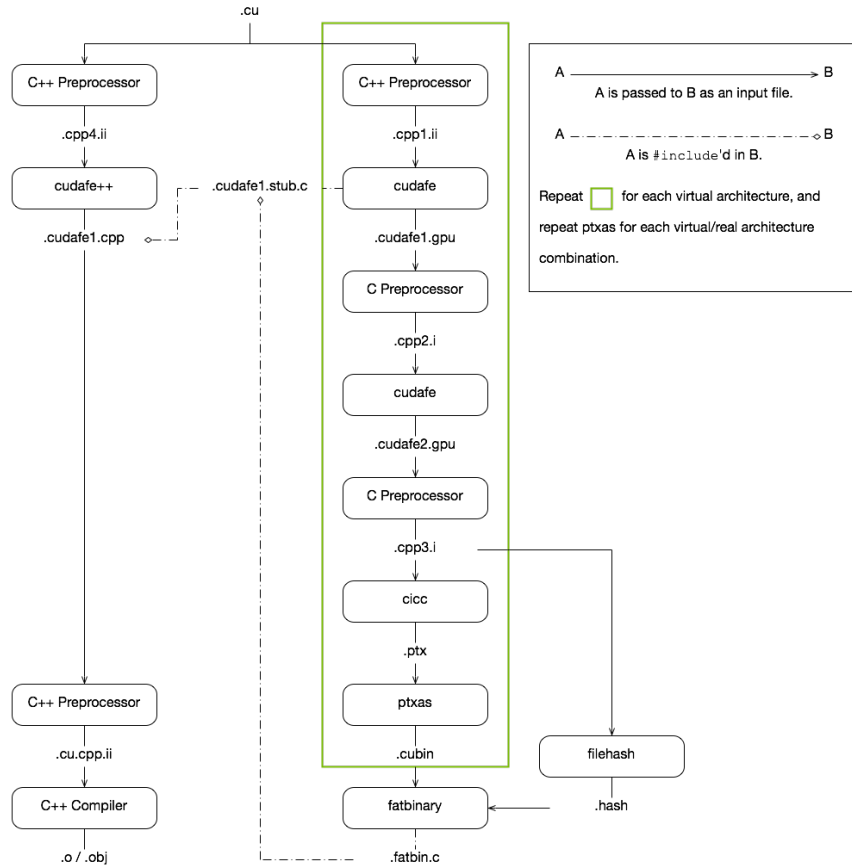 .cu
C++ Preprocessor
.cpp4.ii
cudafe++
.cudafe1.cpp
C++ Preprocessor
.cu.cpp.ii
C++ Compiler
.o / .obj
.cudafe1.stub.c
C++ Preprocessor
.cpp1.ii
cudafe
.cudafe1.gpu
C Preprocessor
.cpp2.i
cudafe
.cudafe2.gpu
C Preprocessor
.cpp3.i
cicc
.ptx
ptxas
.cubin
fatbinary
.fatbin.c
filehash
.hash
A B
A is passed to B as an input file.
A B
A is #include'd in B.
Repeat for each virtual architecture, and
repeat ptxas for each virtual/real architecture
combination.